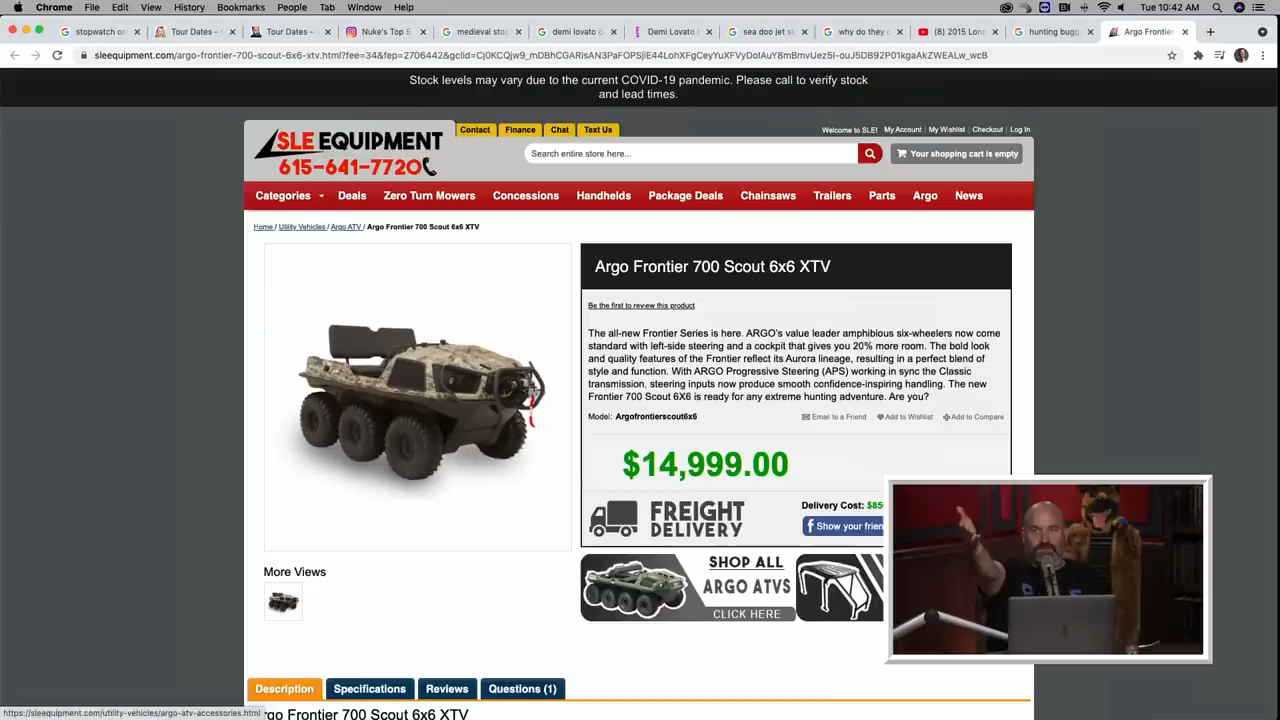 Chrome File Edit View History Bookmarks People Tab Window Help
Tue 10:42 AM
stopwatch on
Tour Dates –
Tour Dates –
Nuke's Top 5
medieval sto
demi lovato c
Demi Lovato
sea doo jet s
why do they
(8) 2015 Lon
hunting bugg
Argo Frontier
sleequipment.com/argo-frontier-700-scout-6x6-xtv.html?fee=34&fep=2706442&gclid=
Stock levels may vary due to the current COVID-19 pandemic. Please call to verify stock
and lead times.
SLE EQUIPMENT
615-641-7720
Contact Finance Chat Text Us
Welcome to SLE! My Account / My Wishlist / Checkout / Log In
Search entire store here...
Your shopping cart is empty
Categories Deals Zero Turn Mowers Concessions Handhelds Package Deals Chainsaws Trailers Parts Argo News
Home / Utility Vehicles / Argo ATV / Argo Frontier 700 Scout 6x6 XTV
Argo Frontier 700 Scout 6x6 XTV
Be the first to review this product
The all-new Frontier Series is here. ARGO's value leader amphibious six-wheelers now come
standard with left-side steering and a cockpit that gives you 20% more room. The bold look
and quality features of the Frontier reflect its Aurora lineage, resulting in a perfect blend of
style and function. With ARGO Progressive Steering (APS) working in sync the Classic
transmission, steering inputs now produce smooth confidence-inspiring handling. The new
Frontier 700 Scout 6X6 is ready for any extreme hunting adventure. Are you?
Model: Argofrontierscout6x6
Email to a Friend Add to Wishlist Add to Compare
$14,999.00
FREIGHT
DELIVERY
Delivery Cost: $85
Show your frien
SHOP ALL
ARGO ATVS
CLICK HERE
More Views
Description Specifications Reviews Questions (1)
https://sleequipment.com/utility-vehicles/argo-atv-accessories.html
rgo Frontier 700 Scout 6x6 XTV